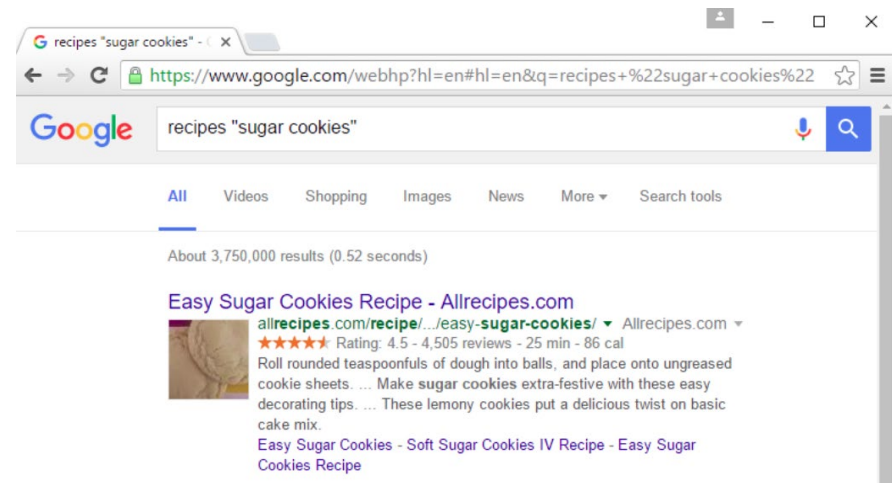 recipes "sugar cookies" -
https://www.google.com/webhp?hl=en#hl=en&q=recipes+%22sugar+cookies%22
Google recipes "sugar cookies"
All Videos Shopping Images News More Search tools
About 3,750,000 results (0.52 seconds)
Easy Sugar Cookies Recipe - Allrecipes.com
allrecipes.com/recipe/.../easy-sugar-cookies/ Allrecipes.com
Rating: 4.5 - 4,505 reviews - 25 min - 86 cal
Roll rounded teaspoonfuls of dough into balls, and place onto ungreased
cookie sheets. ... Make sugar cookies extra-festive with these easy
decorating tips. ... These lemony cookies put a delicious twist on basic
cake mix.
Easy Sugar Cookies - Soft Sugar Cookies IV Recipe - Easy Sugar
Cookies Recipe